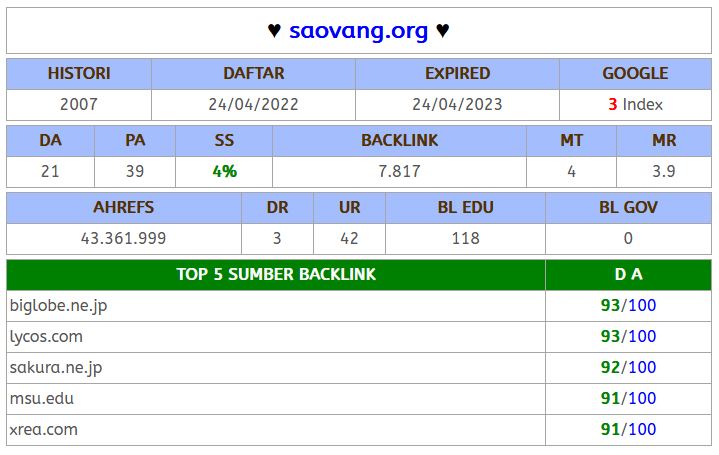 ♥ saovang.org ♥
HISTORI DAFTAR EXPIRED GOOGLE
2007 24/04/2022 24/04/2023 3 Index
DA PA SS BACKLINK MT MR
21 39 4% 7.817 4 3.9
AHREFS DR UR BL EDU BL GOV
43.361.999 3 42 118 0
TOP 5 SUMBER BACKLINK D A
biglobe.ne.jp 93/100
lycos.com 93/100
sakura.ne.jp 92/100
msu.edu 91/100
xrea.com 91/100